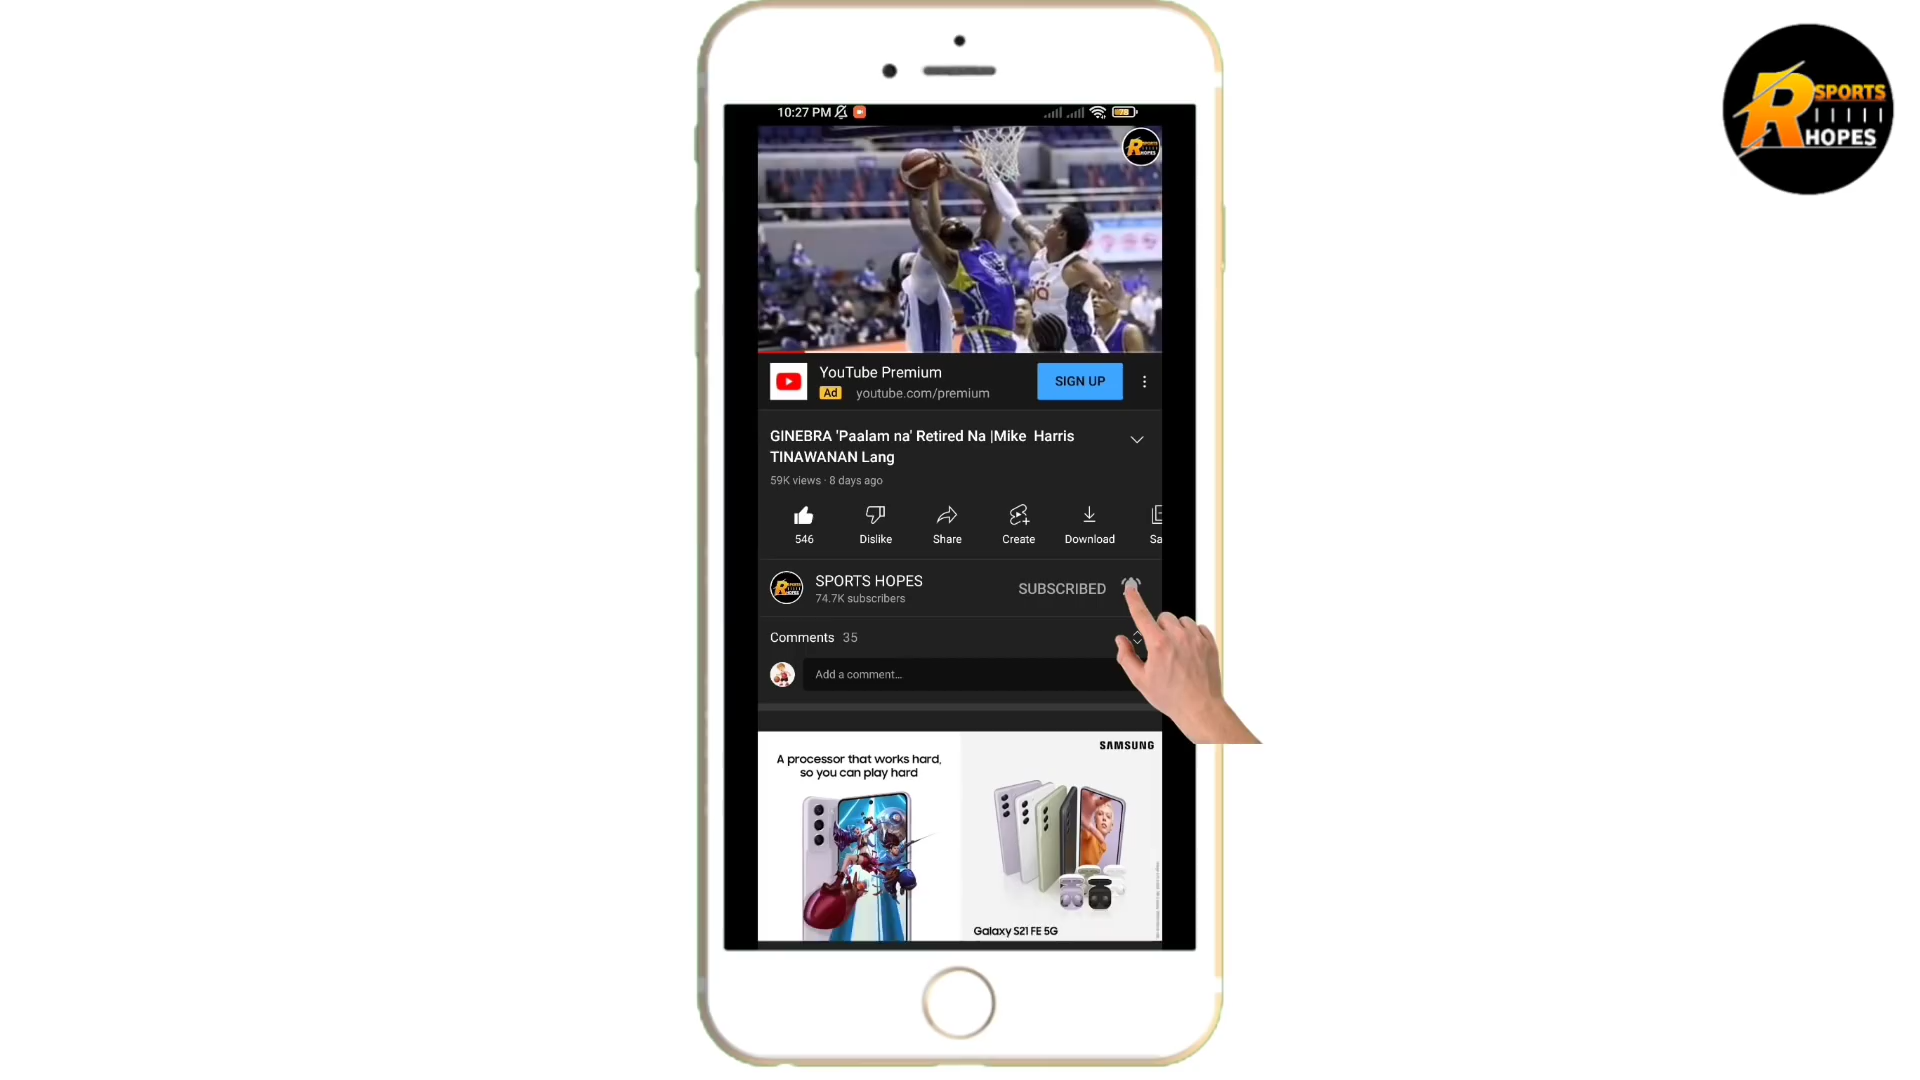 SPORTS
HOPES
10:27 PM
78
YouTube Premium
SIGN UP
Ad youtube.com/premium
GINEBRA 'Paalam na' Retired Na |Mike Harris
TINAWANAN Lang
59K views · 8 days ago
546 Dislike Share Create Download Sa
SPORTS HOPES
74.7K subscribers
SUBSCRIBED
Comments 35
Add a comment...
A processor that works hard,
so you can play hard
SAMSUNG
Galaxy S21 FE 5G